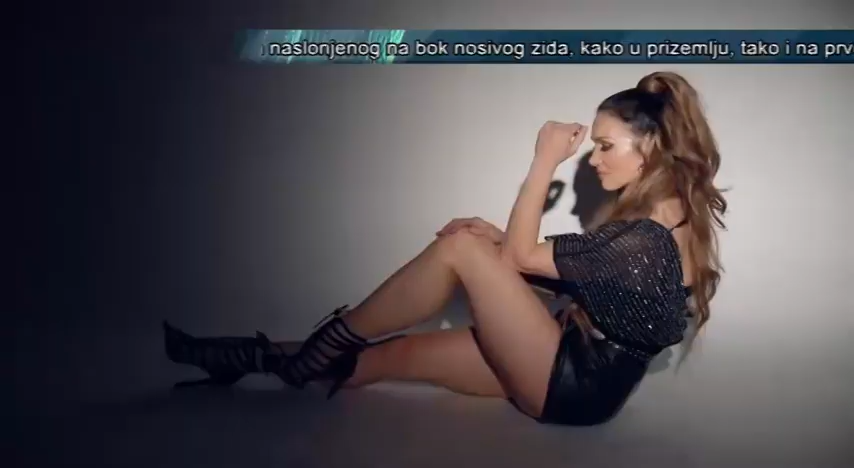 naslonjenog na bok nosivog zida, kako u prizemlju, tako i na prv